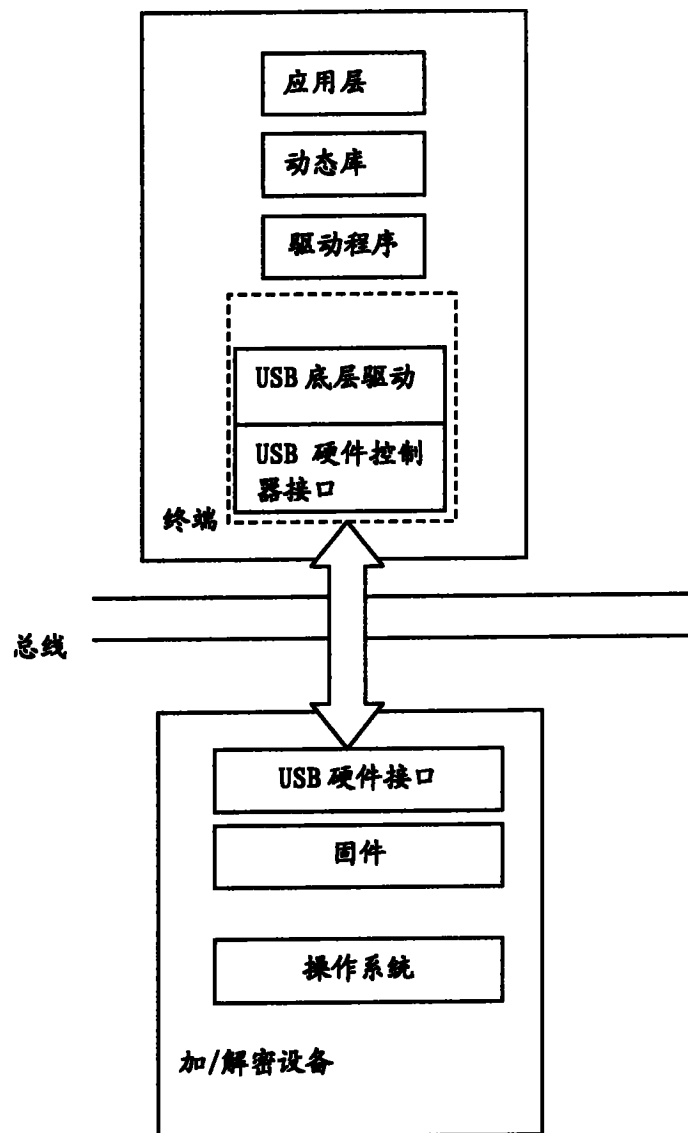 应用层
动态库
驱动程序
USB 底层驱动
USB 硬件控制
器接口
终端
总线
USB 硬件接口
固件
操作系统
加/解密设备